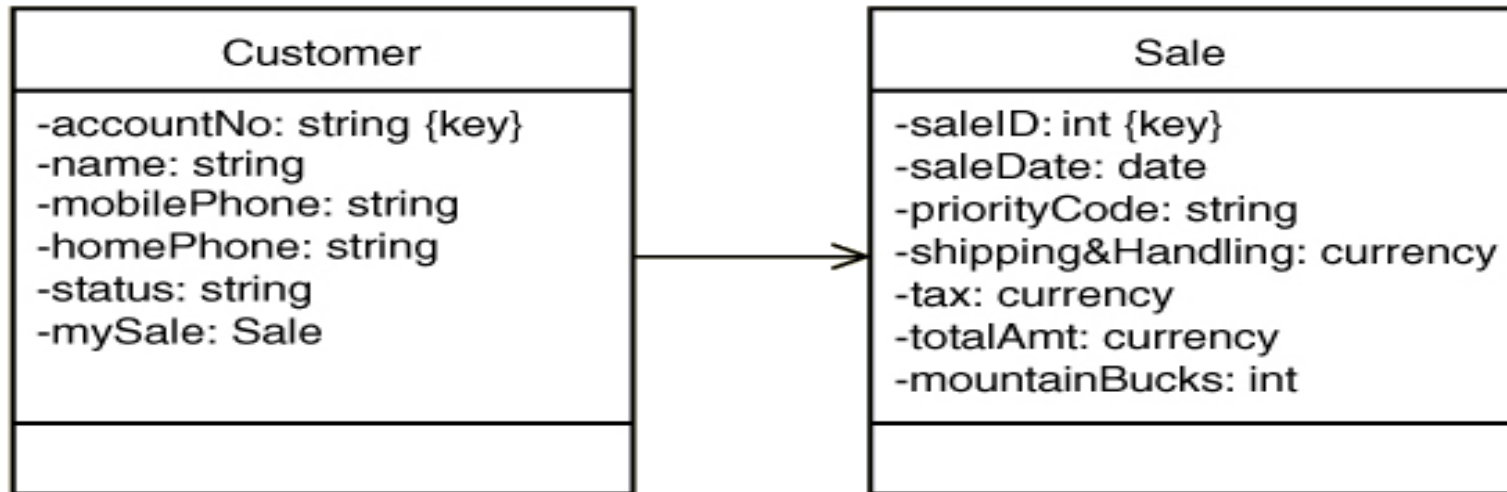 Customer
-accountNo: string {key}
-name: string
-mobilePhone: string
-homePhone: string
-status: string
-mySale: Sale
Sale
-saleID: int {key}
-saleDate: date
-priorityCode: string
-shipping&Handling: currency
-tax: currency
-totalAmt: currency
-mountainBucks: int